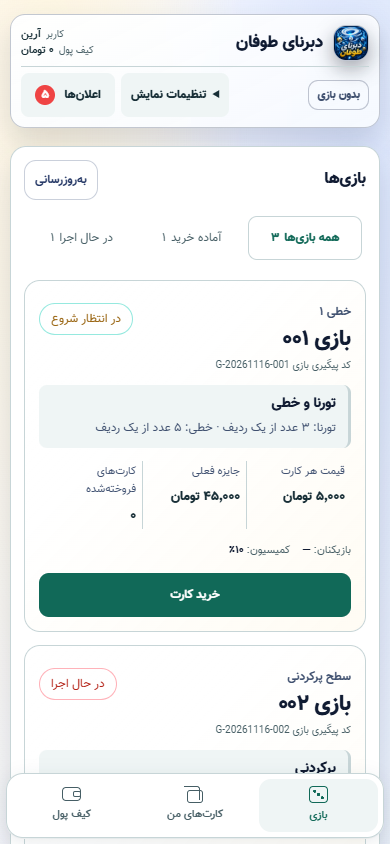 دبرنای طوفان
دبرنای
طوفان
کاربر آرین
کیف پول ۰ تومان
بدون بازی
◀ تنظیمات نمایش
اعلان‌ها ۵
بازی‌ها
به‌روزرسانی
همه بازی‌ها ۳
آماده خرید ۱
در حال اجرا ۱
خطی ۱
در انتظار شروع
بازی ۰۰۱
کد پیگیری بازی G-20261116-001
تورنا و خطی
تورنا: ۳ عدد از یک ردیف · خطی: ۵ عدد از یک ردیف
قیمت هر کارت
۵,۰۰۰ تومان
جایزه فعلی
۴۵,۰۰۰ تومان
کارت‌های فروخته‌شده
۰
بازیکنان: — کمیسیون: ۱۰٪
خرید کارت
سطح پرکردنی
در حال اجرا
بازی ۰۰۲
کد پیگیری بازی G-20261116-002
پرکردنی
بازی
کارت‌های من
کیف پول